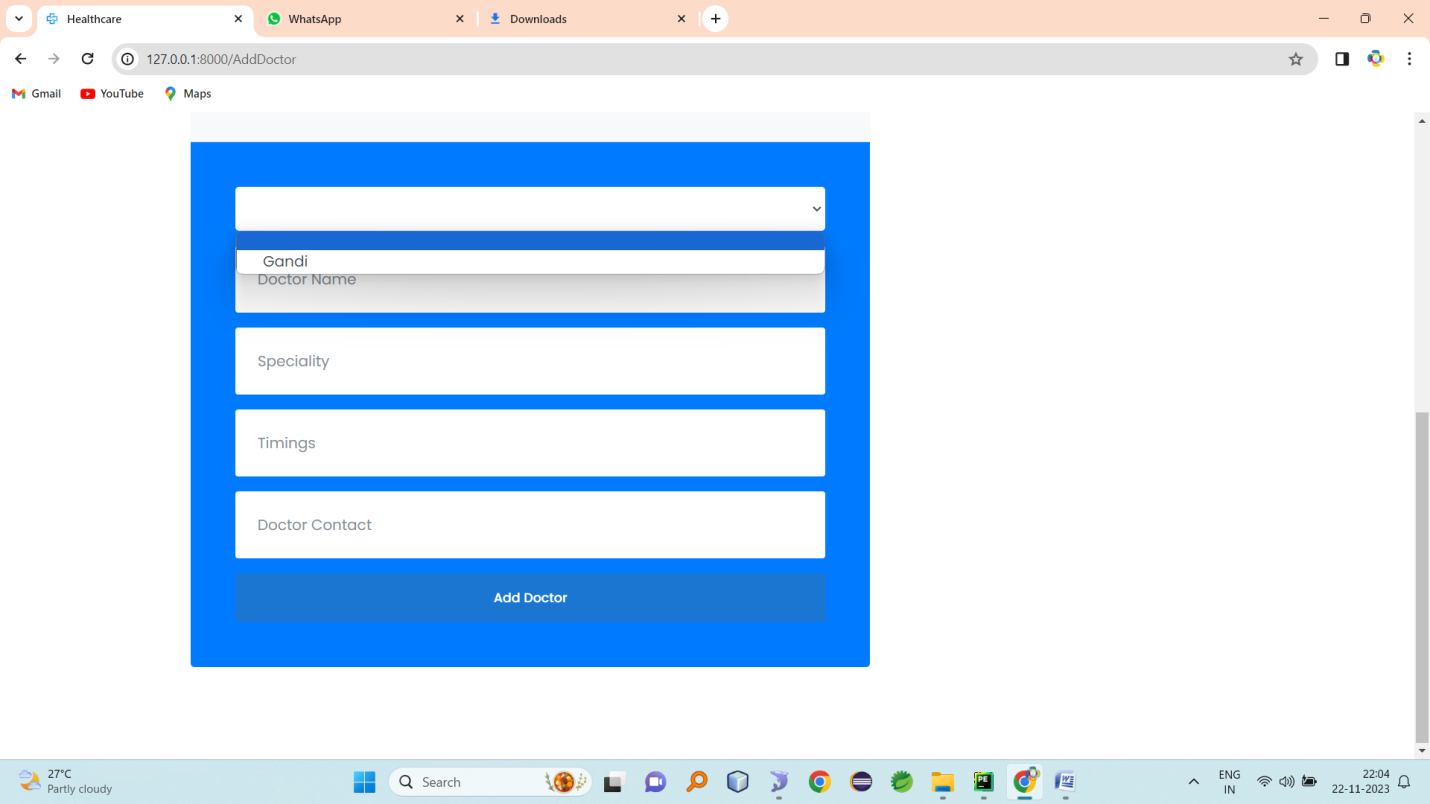 Healthcare
WhatsApp
Downloads
127.0.0.1:8000/AddDoctor
Gmail
YouTube
Maps
Gandi
Doctor Name
Speciality
Timings
Doctor Contact
Add Doctor
27°C
Partly cloudy
Search
PE
ENG
IN
22:04
22-11-2023